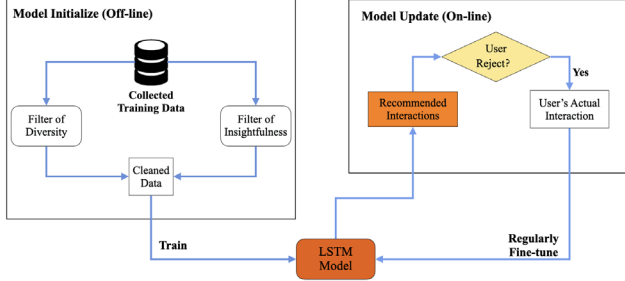 Model Initialize (Off-line)
Collected
Training Data
Filter of
Diversity
Filter of
Insightfulness
Cleaned
Data
Train
Model Update (On-line)
User
Reject?
Yes
Recommended
Interactions
User's Actual
Interaction
LSTM
Model
Regularly
Fine-tune